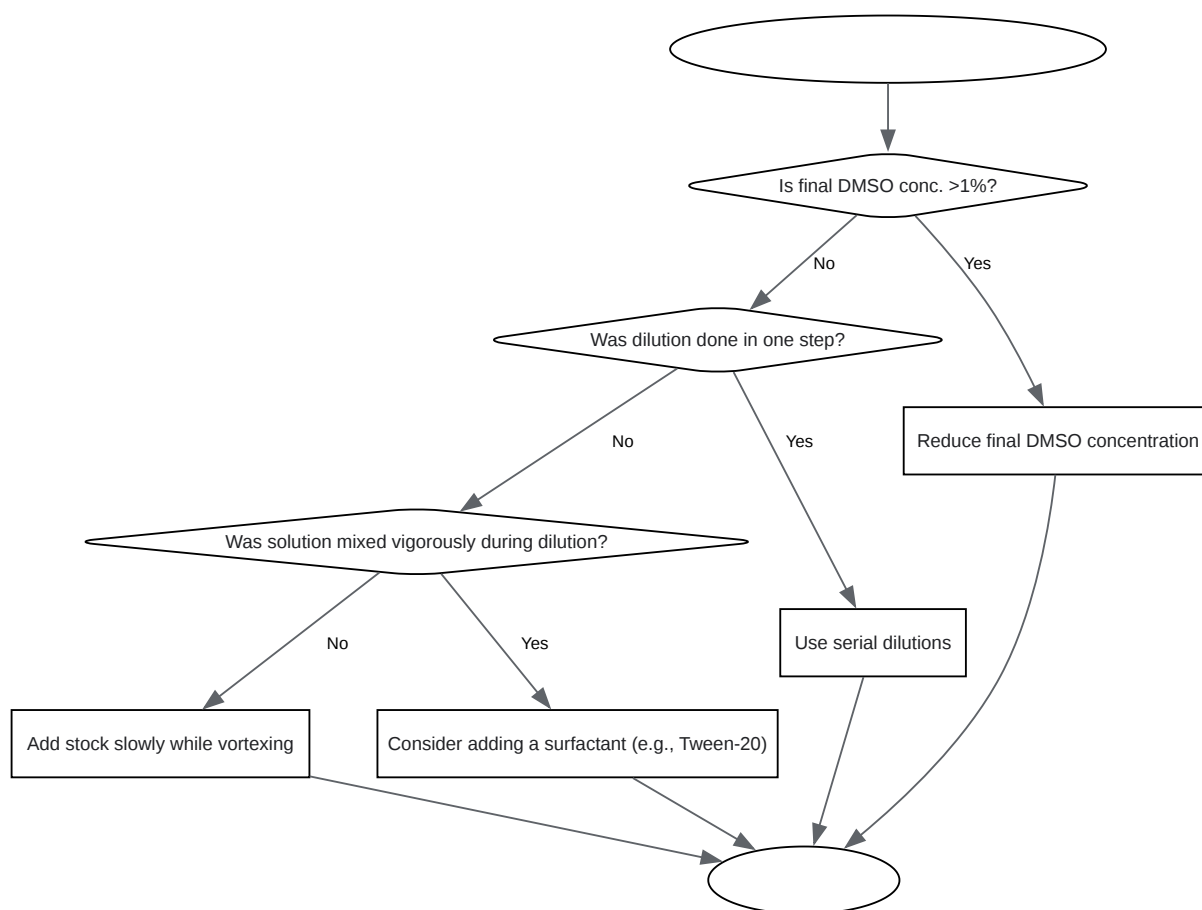 Is final DMSO conc. >1%?
No
Yes
Was dilution done in one step?
Reduce final DMSO concentration
No
Yes
Was solution mixed vigorously during dilution?
Use serial dilutions
No
Yes
Add stock slowly while vortexing
Consider adding a surfactant (e.g., Tween-20)